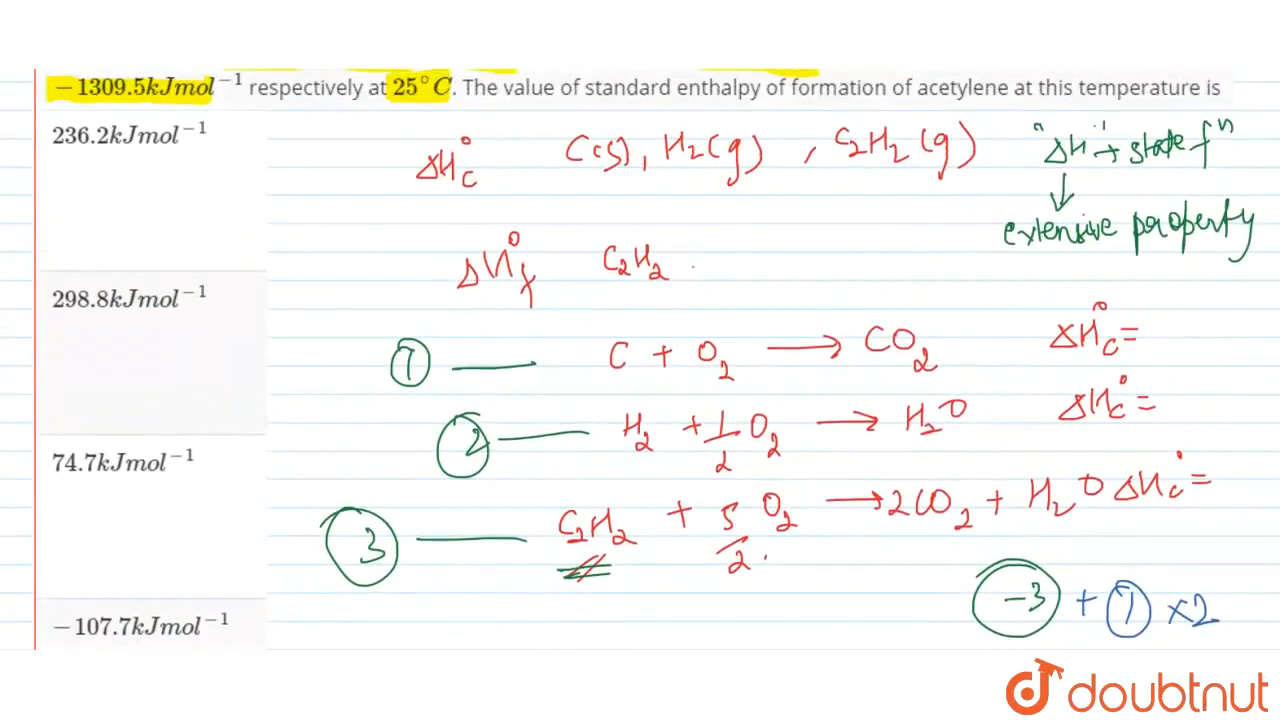 −1309.5kJmol⁻¹ respectively at 25°C. The value of standard enthalpy of formation of acetylene at this temperature is
236.2kJmol⁻¹
298.8kJmol⁻¹
74.7kJmol⁻¹
−107.7kJmol⁻¹
ΔH°c C(s), H₂(g), C₂H₂(g)
"ΔH" → state fⁿ
extensive property
ΔH°f C₂H₂
① — C + O₂ → CO₂ ΔH°c =
② — H₂ + 1/2 O₂ → H₂O ΔH°c =
③ — C₂H₂ + 5/2 O₂ → 2CO₂ + H₂O ΔH°c =
−3 + ① ×2
doubtnut